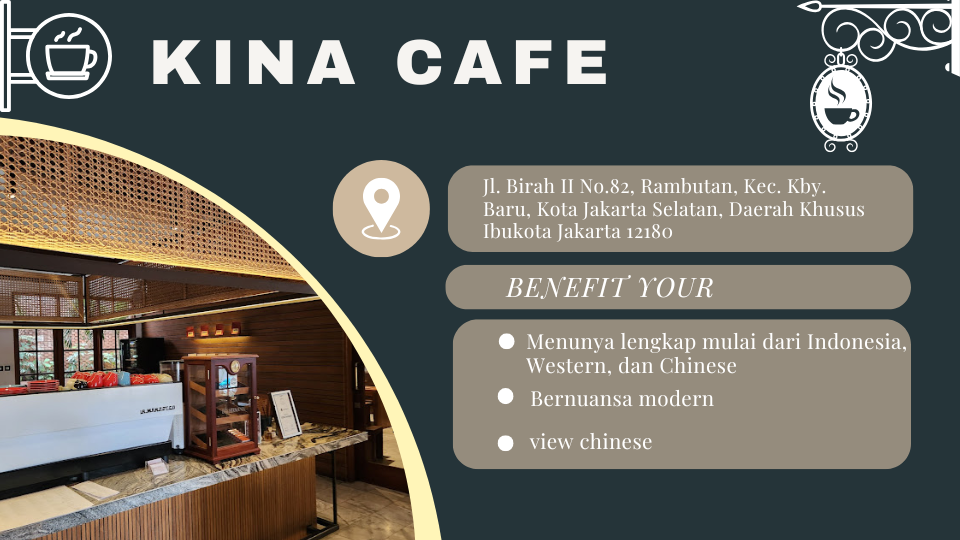 KINA CAFE
Jl. Birah II No.82, Rambutan, Kec. Kby.
Baru, Kota Jakarta Selatan, Daerah Khusus
Ibukota Jakarta 12180
BENEFIT YOUR
Menunya lengkap mulai dari Indonesia,
Western, dan Chinese
Bernuansa modern
view chinese